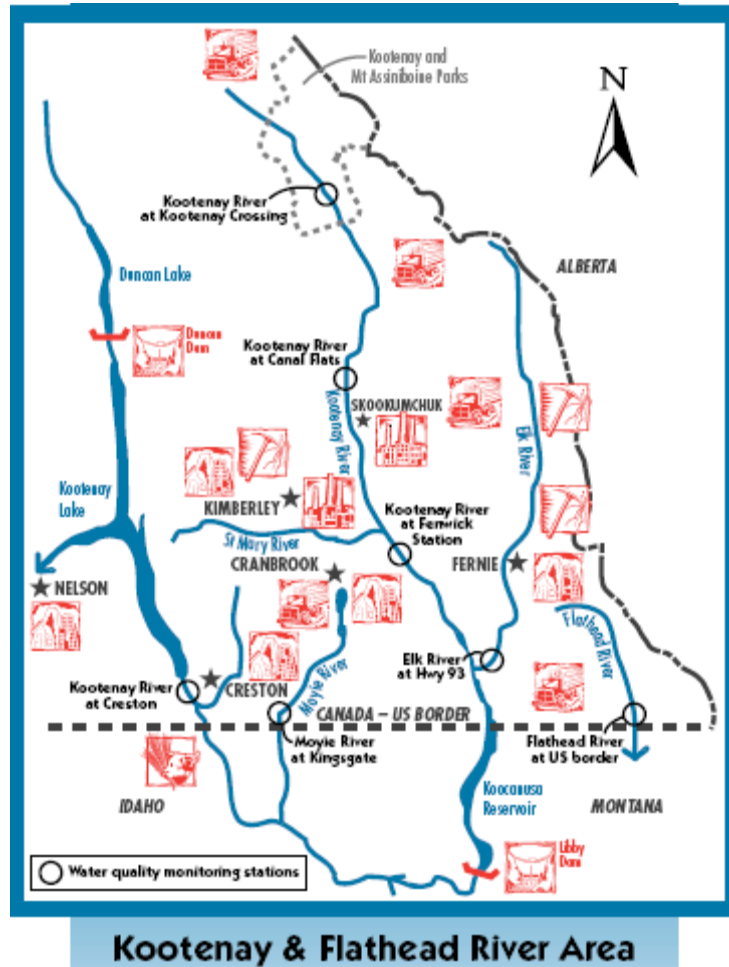 Kootenay and
Mt Assiniboine Parks
N
Kootenay River
at Kootenay Crossing
ALBERTA
Duncan Lake
Duncan
Dam
Kootenay River
at Canal Flats
SKOOKUMCHUK
Kootenay River
Elk River
Kootenay
Lake
KIMBERLEY
Kootenay River
at Fenwick
Station
St Mary River
CRANBROOK
FERNIE
NELSON
Flathead River
Elk River
at Hwy 93
Moyie River
Kootenay River
at Creston
CRESTON
CANADA – US BORDER
Moyie River
at Kingsgate
Flathead River
at US border
IDAHO
Koocanusa
Reservoir
MONTANA
Libby
Dam
Water quality monitoring stations
Kootenay & Flathead River Area